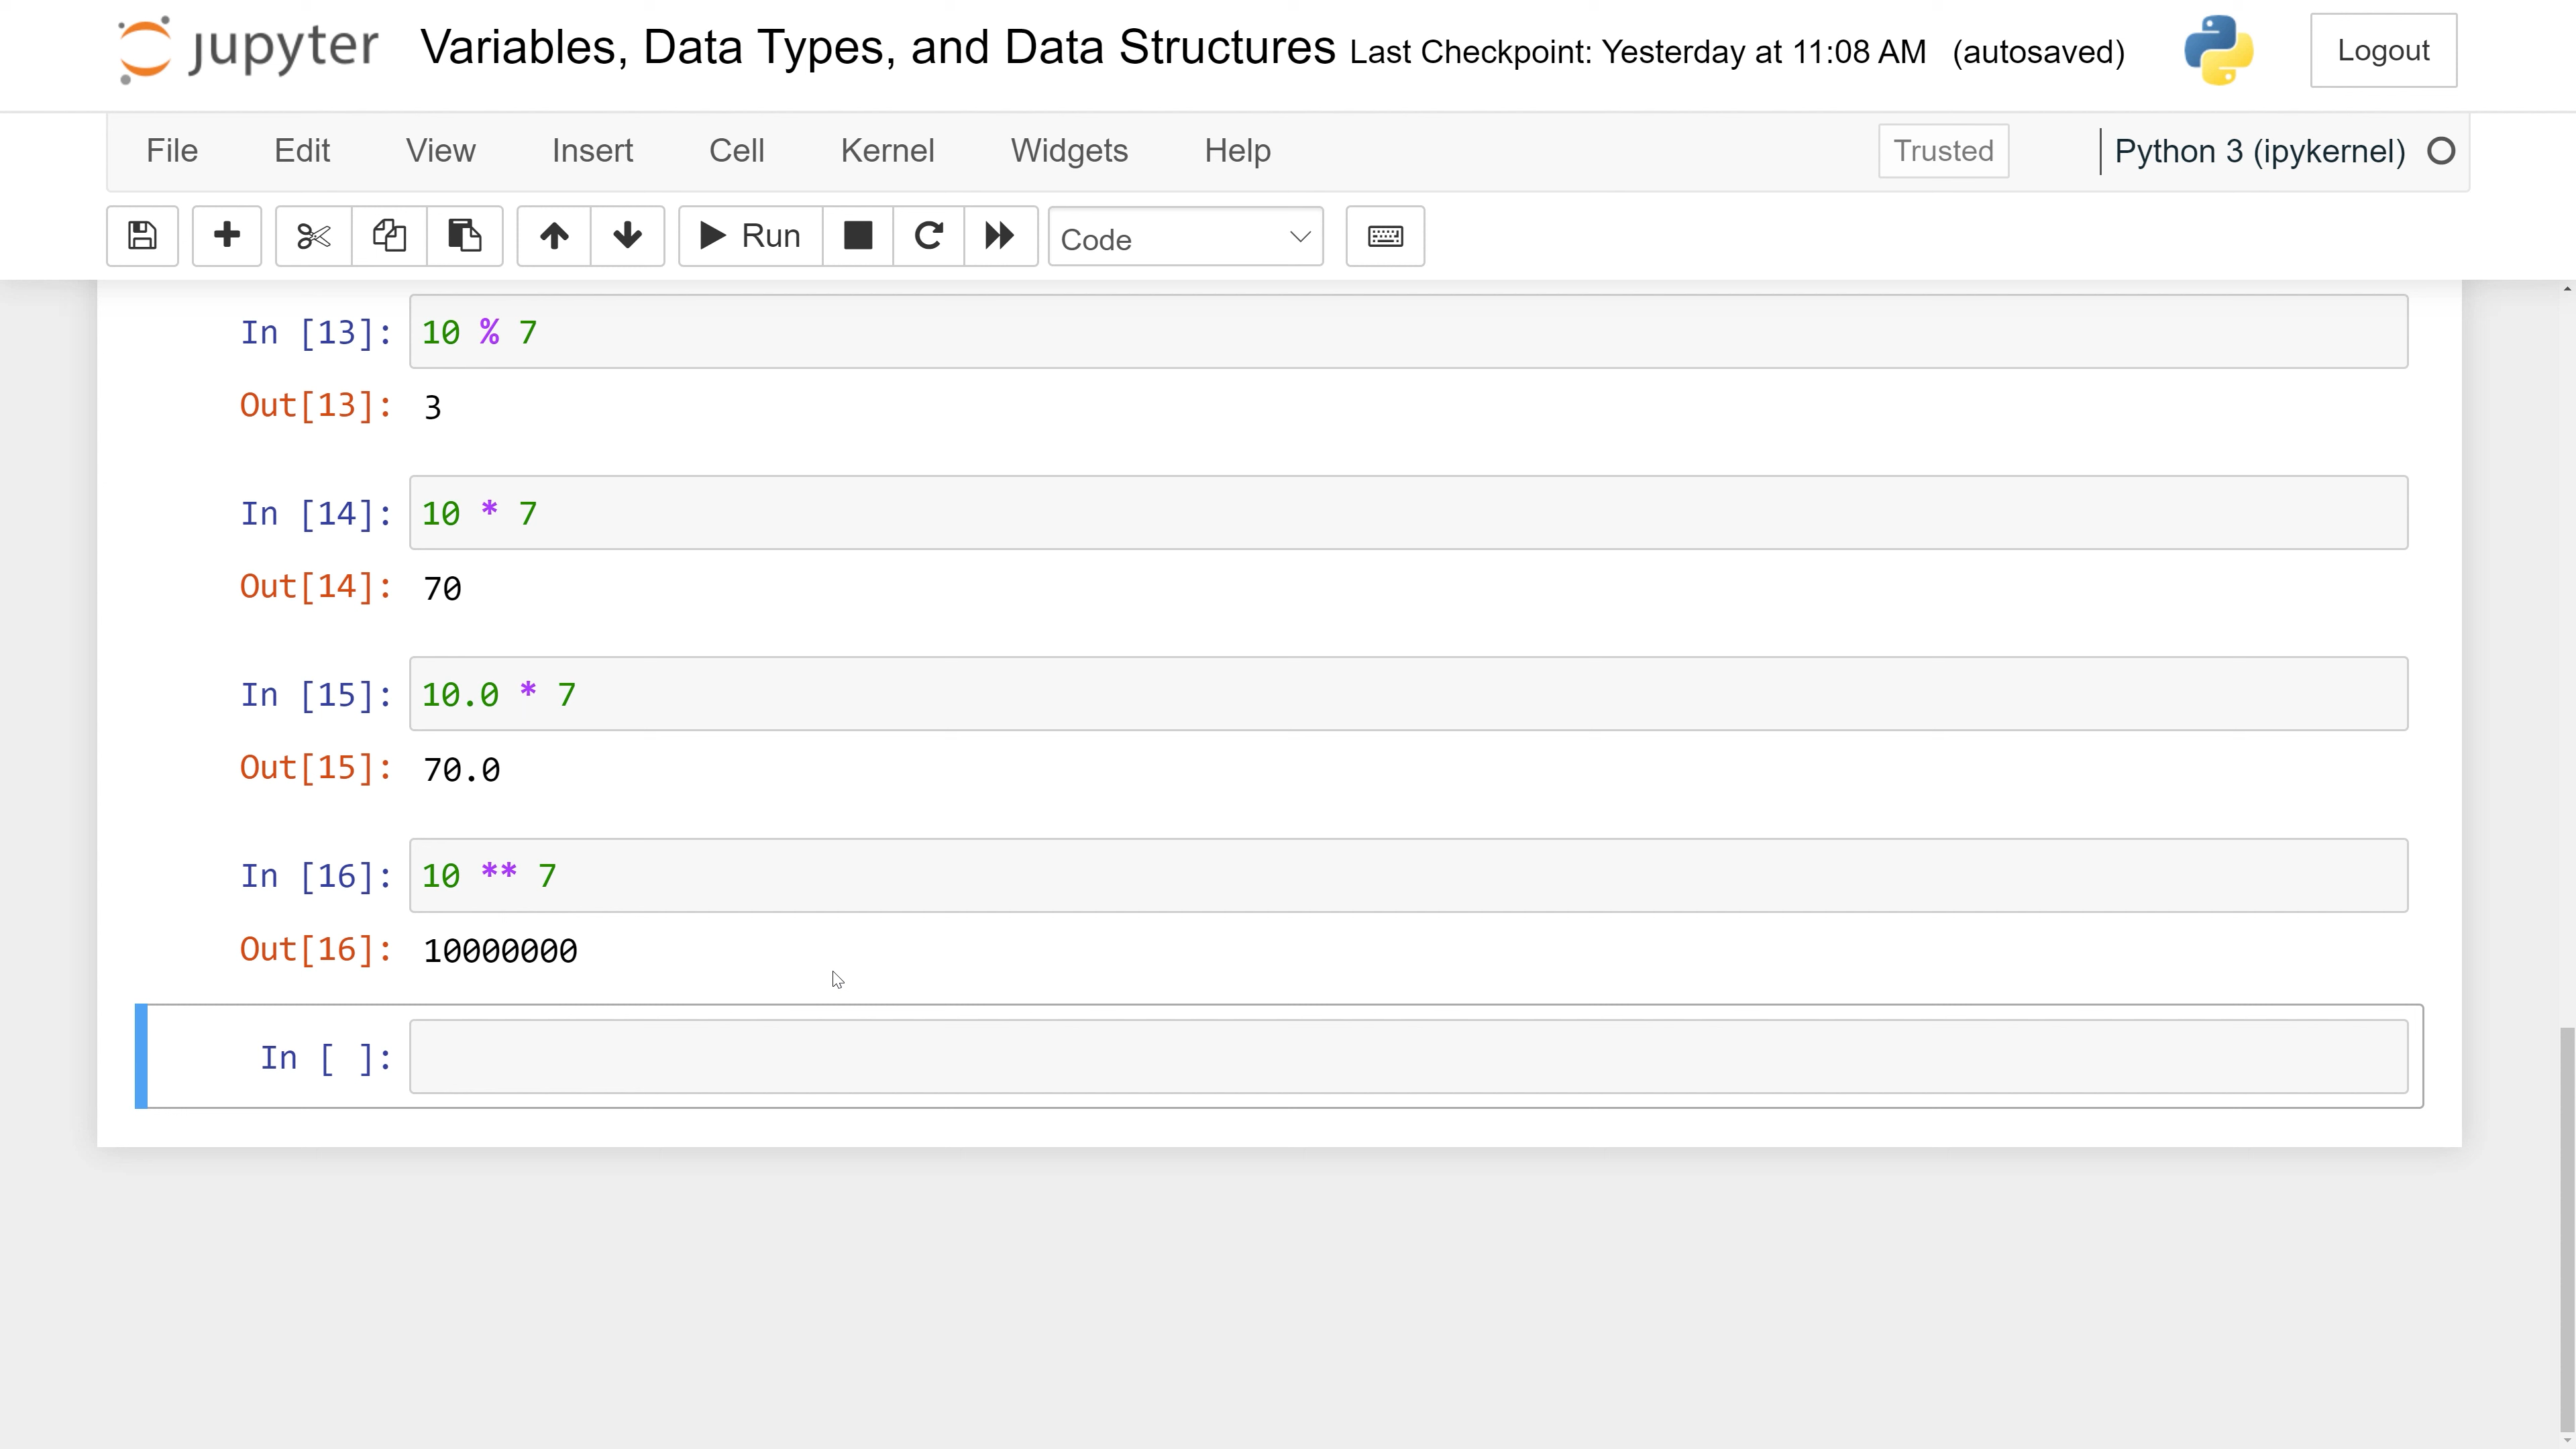 jupyter Variables, Data Types, and Data Structures Last Checkpoint: Yesterday at 11:08 AM (autosaved) Logout
File Edit View Insert Cell Kernel Widgets Help Trusted Python 3 (ipykernel)
Run Code
In [13]: 10 % 7
Out[13]: 3
In [14]: 10 * 7
Out[14]: 70
In [15]: 10.0 * 7
Out[15]: 70.0
In [16]: 10 ** 7
Out[16]: 10000000
In [ ]: